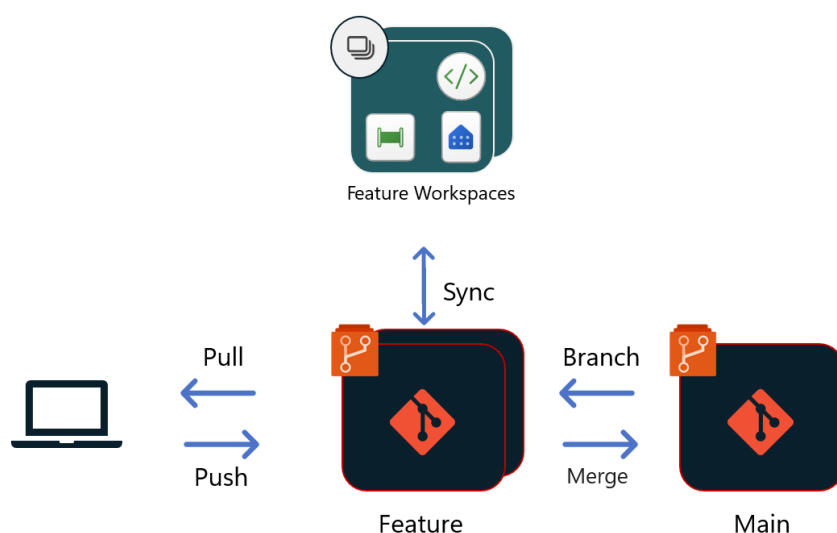 </>
Feature Workspaces
Sync
Pull
Branch
Push
Merge
Feature
Main